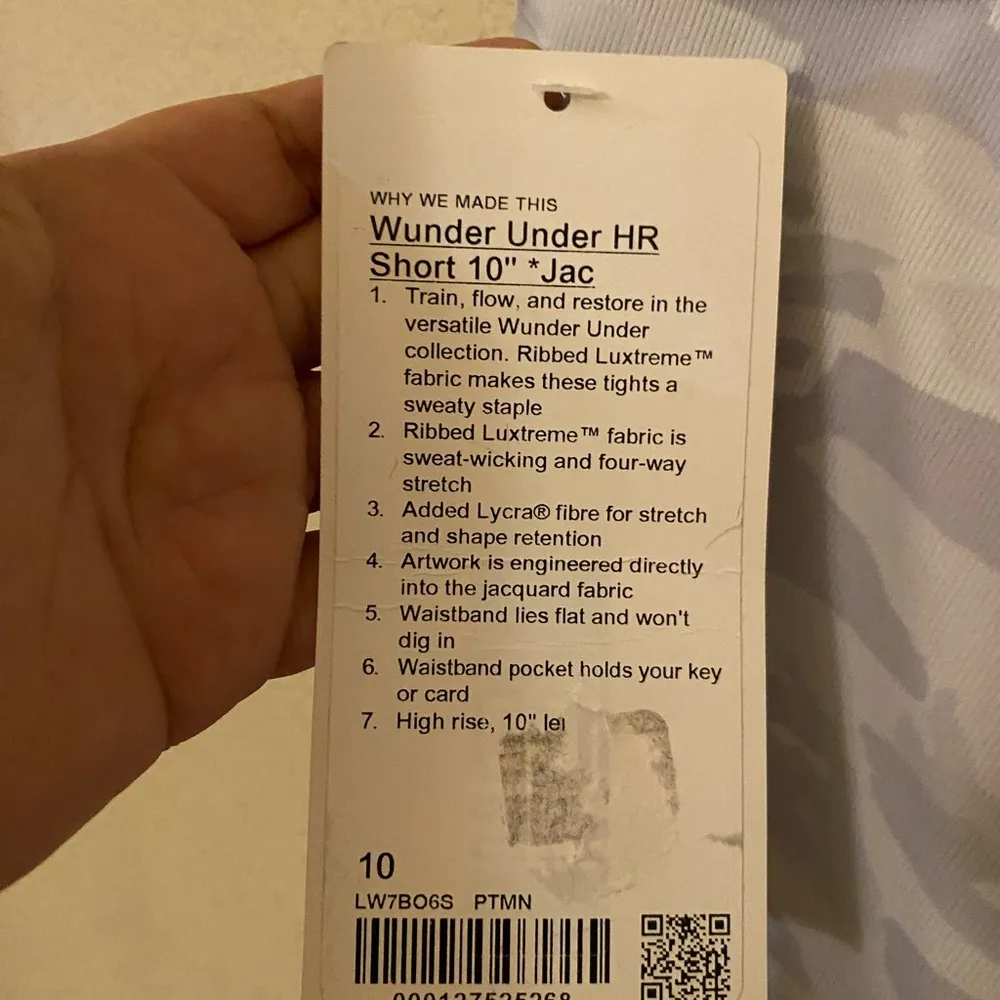 WHY WE MADE THIS
Wunder Under HR
Short 10" *Jac
1. Train, flow, and restore in the
versatile Wunder Under
collection. Ribbed Luxtreme™
fabric makes these tights a
sweaty staple
2. Ribbed Luxtreme™ fabric is
sweat-wicking and four-way
stretch
3. Added Lycra® fibre for stretch
and shape retention
4. Artwork is engineered directly
into the jacquard fabric
5. Waistband lies flat and won't
dig in
6. Waistband pocket holds your key
or card
7. High rise, 10"
10
LW7BO6S PTMN